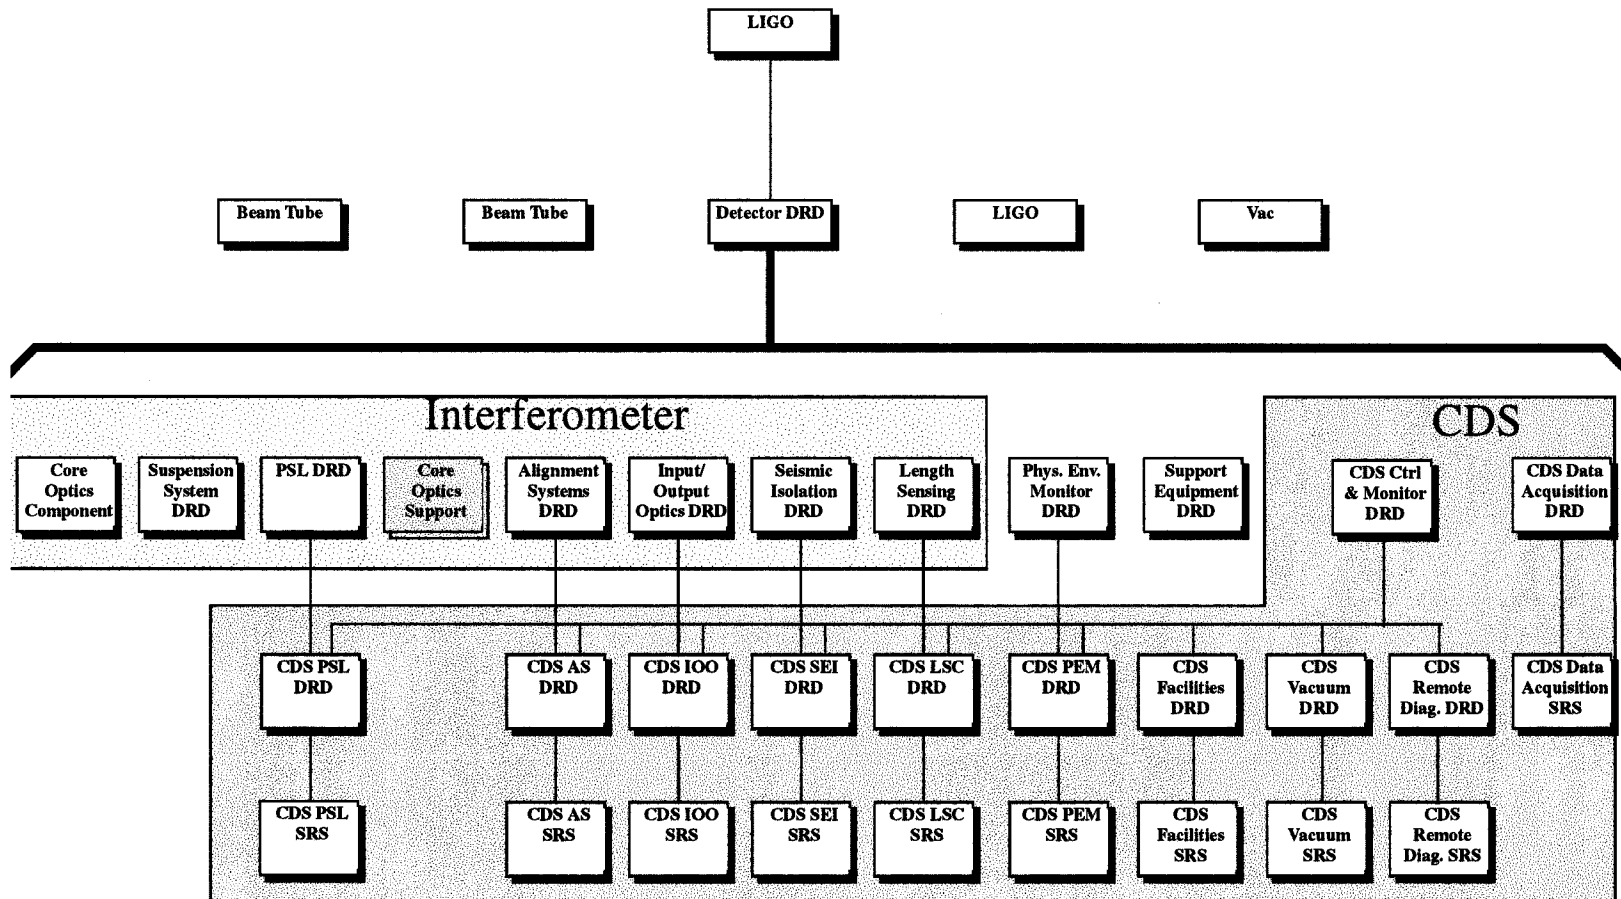 LIGO
Beam Tube
Beam Tube
Detector DRD
LIGO
Vac
Interferometer
CDS
Core
Optics
Component
Suspension
System
DRD
PSL DRD
Core
Optics
Support
Alignment
Systems
DRD
Input/
Output
Optics DRD
Seismic
Isolation
DRD
Length
Sensing
DRD
Phys. Env.
Monitor
DRD
Support
Equipment
DRD
CDS Ctrl
& Monitor
DRD
CDS Data
Acquisition
DRD
CDS PSL
DRD
CDS AS
DRD
CDS IOO
DRD
CDS SEI
DRD
CDS LSC
DRD
CDS PEM
DRD
CDS
Facilities
DRD
CDS
Vacuum
DRD
CDS
Remote
Diag. DRD
CDS Data
Acquisition
SRS
CDS PSL
SRS
CDS AS
SRS
CDS IOO
SRS
CDS SEI
SRS
CDS LSC
SRS
CDS PEM
SRS
CDS
Facilities
SRS
CDS
Vacuum
SRS
CDS
Remote
Diag. SRS